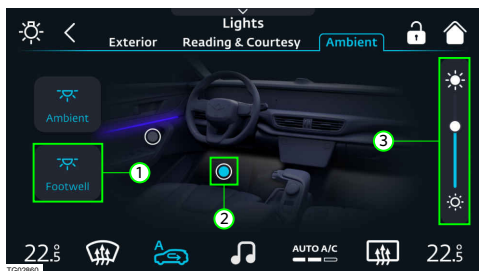 Lights
Exterior Reading & Courtesy Ambient
Ambient
Footwell
1
2
3
22.5
A
AUTO A/C
22.5
TG02860